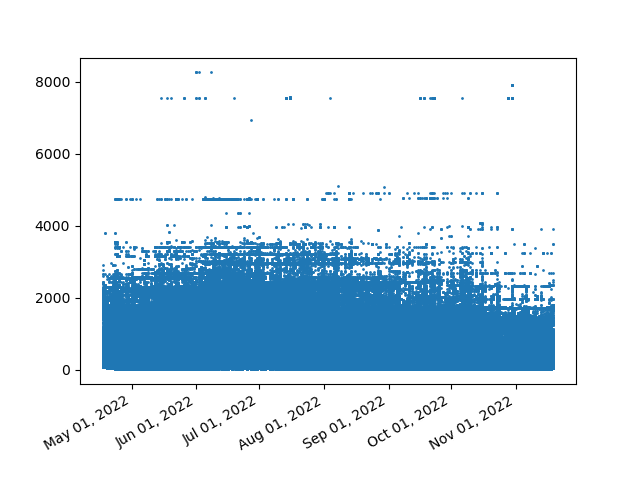 8000
6000
4000
2000
0
May 01, 2022
Jun 01, 2022
Jul 01, 2022
Aug 01, 2022
Sep 01, 2022
Oct 01, 2022
Nov 01, 2022